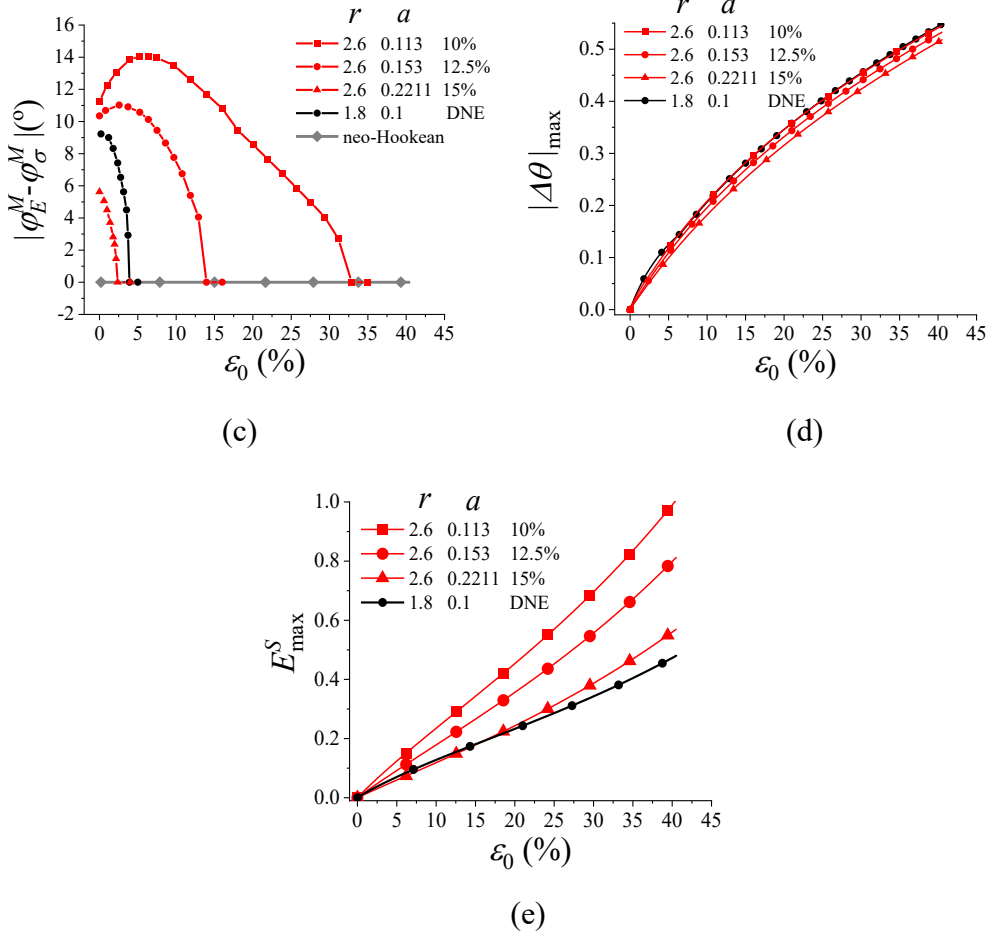 r a
2.6 0.113 10%
2.6 0.153 12.5%
2.6 0.2211 15%
1.8 0.1 DNE
neo-Hookean
16
14
12
10
8
6
4
2
0
-2
|φ_E^M-φ_σ^M|(º)
0 5 10 15 20 25 30 35 40 45
ε₀ (%)
(c)
r a
2.6 0.113 10%
2.6 0.153 12.5%
2.6 0.2211 15%
1.8 0.1 DNE
0.5
0.4
0.3
0.2
0.1
0.0
|Δθ|max
0 5 10 15 20 25 30 35 40 45
ε₀ (%)
(d)
r a
2.6 0.113 10%
2.6 0.153 12.5%
2.6 0.2211 15%
1.8 0.1 DNE
1.0
0.8
0.6
0.4
0.2
0.0
E^S_max
0 5 10 15 20 25 30 35 40 45
ε₀ (%)
(e)